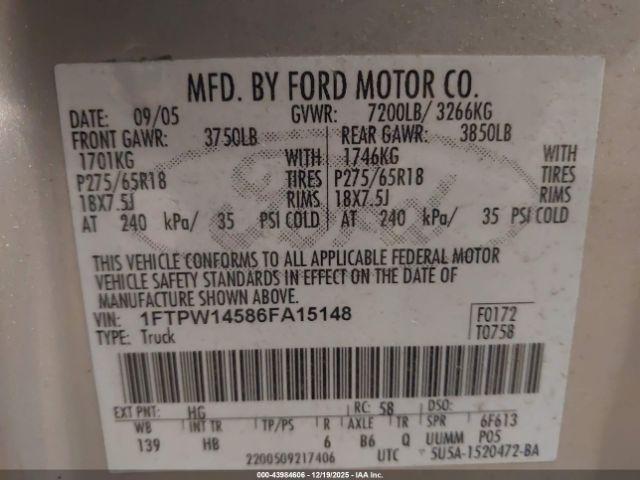 MFD. BY FORD MOTOR CO.
DATE: 09/05 GVWR: 7200LB/ 3266KG
FRONT GAWR: 3750LB REAR GAWR: 3850LB
1701KG WITH 1746KG WITH
P275/65R18 TIRES P275/65R18 TIRES
18X7.5J RIMS 18X7.5J RIMS
AT 240 kPa/ 35 PSI COLD AT 240 kPa/ 35 PSI COLD
THIS VEHICLE CONFORMS TO ALL APPLICABLE FEDERAL MOTOR
VEHICLE SAFETY STANDARDS IN EFFECT ON THE DATE OF
MANUFACTURE SHOWN ABOVE.
VIN: 1FTPW14586FA15148 F0172
TYPE: Truck T0758
EXT PNT: HG RC: 58 DSO:
WB INT TR TP/PS R AXLE TR SPR 6F613
139 HB 6 B6 Q UUMM P05
2200509217406 UTC 5U5A-1520472-BA
© 43984606 - 12/19/2025 - IAAI.com